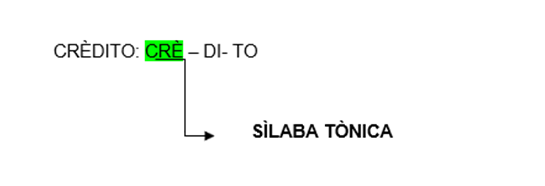 CRÈDITO: CRÈ – DI- TO
SÌLABA TÒNICA